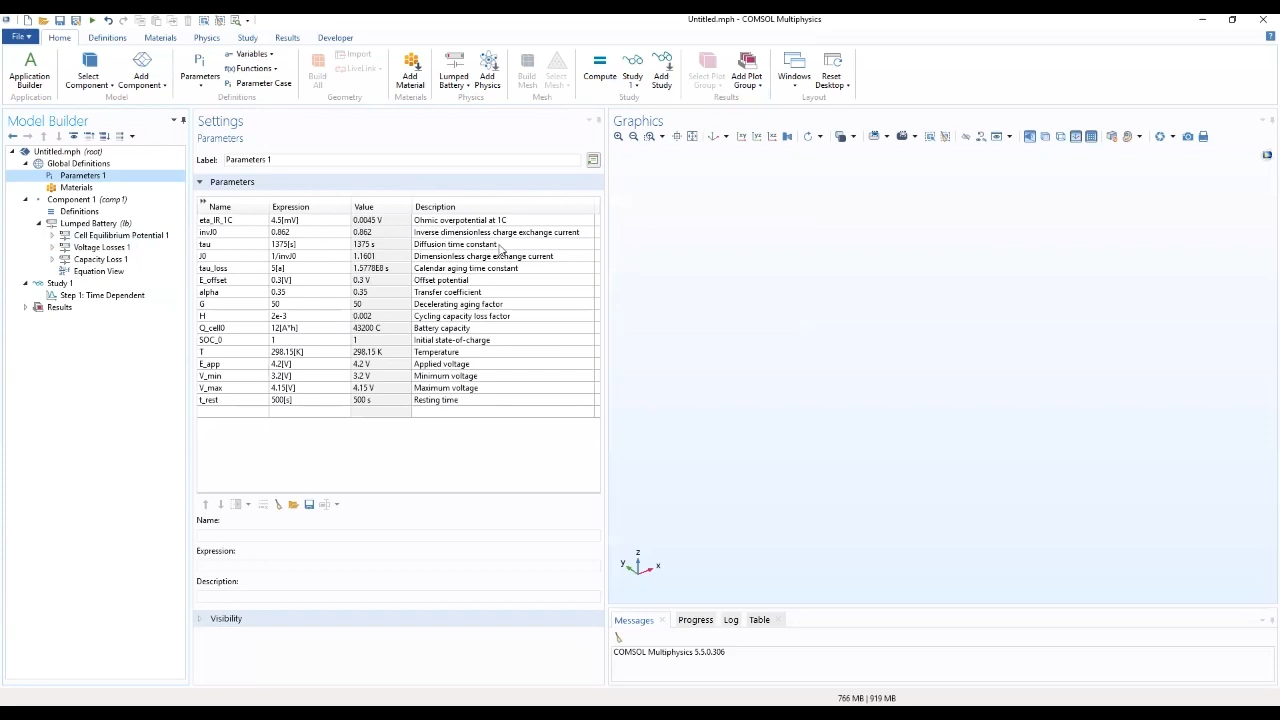 Untitled.mph - COMSOL Multiphysics
File Home Definitions Materials Physics Study Results Developer
Application Builder
Application
Select Component
Add Component
Model
Parameters
a= Variables
f(x) Functions
Pi Parameter Case
Definitions
Build All
Import
LiveLink
Geometry
Add Material
Materials
Lumped Battery
Add Physics
Physics
Build Mesh
Select Mesh
Mesh
Compute
Study 1
Add Study
Study
Select Plot Group
Add Plot Group
Results
Windows
Reset Desktop
Layout
Model Builder
Untitled.mph (root)
Global Definitions
Pi Parameters 1
Materials
Component 1 (comp1)
Definitions
Lumped Battery (lb)
Cell Equilibrium Potential 1
Voltage Losses 1
Capacity Loss 1
Equation View
Study 1
Step 1: Time Dependent
Results
Settings
Parameters
Label: Parameters 1
Parameters
Name Expression Value Description
eta_IR_1C 4.5[mV] 0.0045 V Ohmic overpotential at 1C
invJ0 0.862 0.862 Inverse dimensionless charge exchange current
tau 1375[s] 1375 s Diffusion time constant
J0 1/invJ0 1.1601 Dimensionless charge exchange current
tau_loss 5[a] 1.5778E8 s Calendar aging time constant
E_offset 0.3[V] 0.3 V Offset potential
alpha 0.35 0.35 Transfer coefficient
G 50 50 Decelerating aging factor
H 2e-3 0.002 Cycling capacity loss factor
Q_cell0 12[A*h] 43200 C Battery capacity
SOC_0 1 1 Initial state-of-charge
T 298.15[K] 298.15 K Temperature
E_app 4.2[V] 4.2 V Applied voltage
V_min 3.2[V] 3.2 V Minimum voltage
V_max 4.15[V] 4.15 V Maximum voltage
t_rest 500[s] 500 s Resting time
Name:
Expression:
Description:
Visibility
Graphics
z
y
x
Messages Progress Log Table
COMSOL Multiphysics 5.5.0.306
766 MB | 919 MB